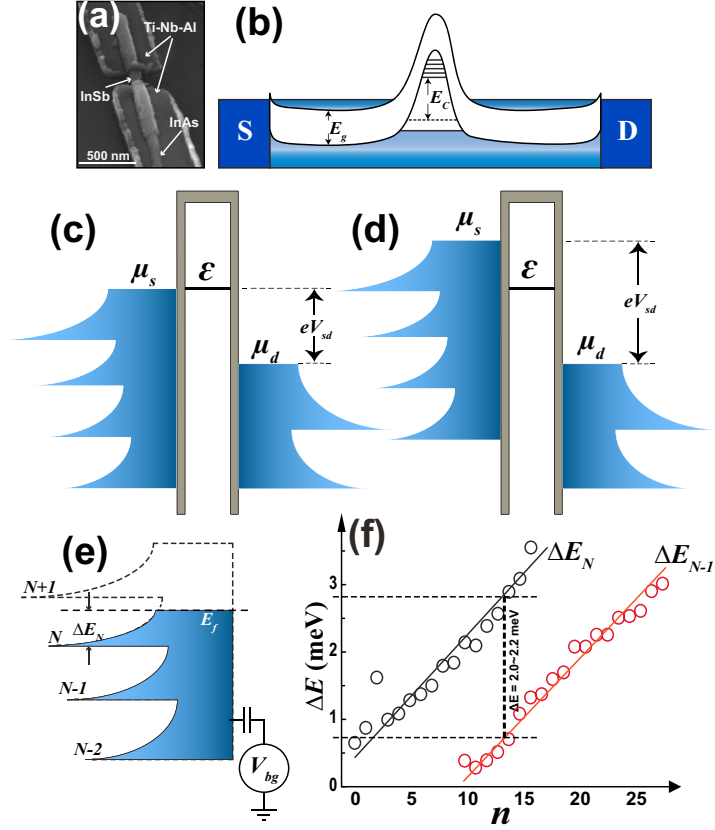 (a)
Ti-Nb-Al
InSb
InAs
500 nm
(b)
E_C
E_g
S
D
(c)
μ_s
ε
eV_sd
μ_d
(d)
μ_s
ε
eV_sd
μ_d
(e)
N+1
E_f
N
ΔE_N
N-1
N-2
V_bg
(f)
ΔE_N
ΔE_N-1
ΔE (meV)
3
2
1
0
ΔE = 2.0~2.2 meV
0
5
10
15
20
25
n